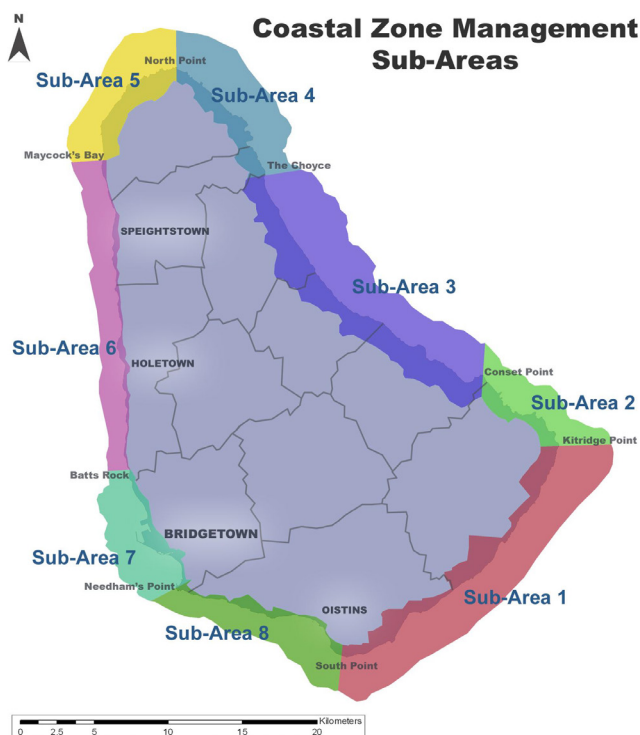 N
Coastal Zone Management
Sub-Areas
North Point
Sub-Area 5
Sub-Area 4
Maycock's Bay
The Choyce
SPEIGHTSTOWN
Sub-Area 3
Sub-Area 6
HOLETOWN
Conset Point
Sub-Area 2
Kitridge Point
Batts Rock
BRIDGETOWN
Sub-Area 7
Needham's Point
Sub-Area 1
OISTINS
Sub-Area 8
South Point
Kilometers
0 2.5 5 10 15 20